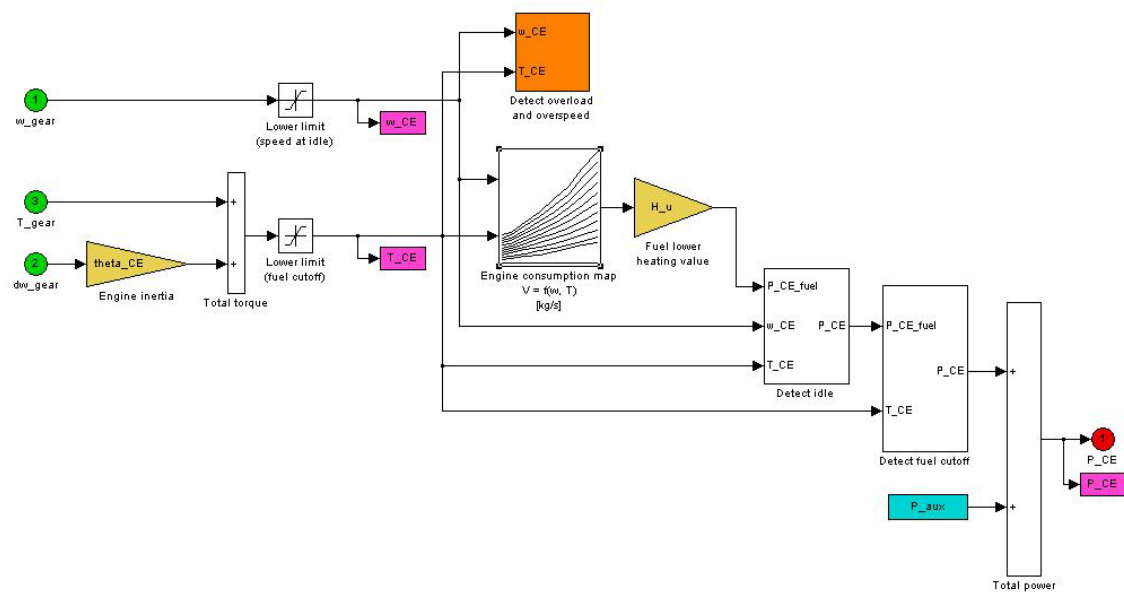 w_CE
T_CE
Detect overload
and overspeed
1
w_gear
Lower limit
(speed at idle)
w_CE
3
T_gear
2
dw_gear
theta_CE
Engine inertia
+
+
Total torque
Lower limit
(fuel cutoff)
T_CE
Engine consumption map
V = f(w, T)
[kg/s]
H_u
Fuel lower
heating value
P_CE_fuel
w_CE
P_CE
T_CE
Detect idle
P_CE_fuel
P_CE
T_CE
Detect fuel cutoff
P_aux
+
+
Total power
1
P_CE
P_CE